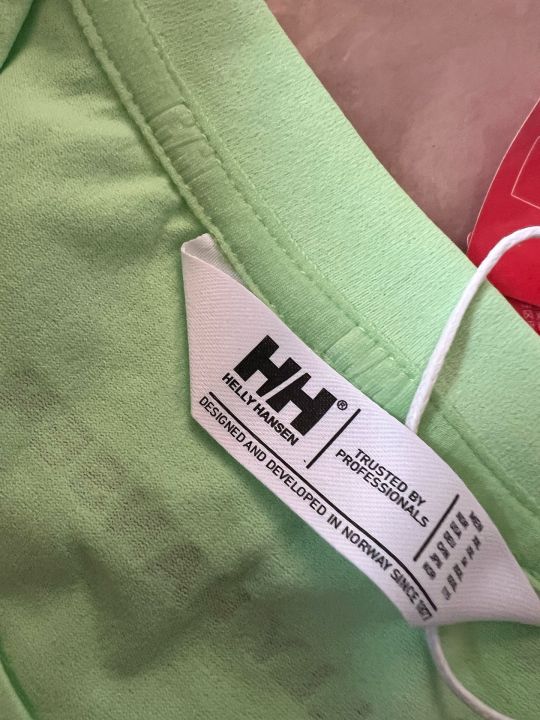 HH®
HELLY HANSEN
TRUSTED BY
PROFESSIONALS
DESIGNED AND DEVELOPED IN NORWAY SINCE 1877